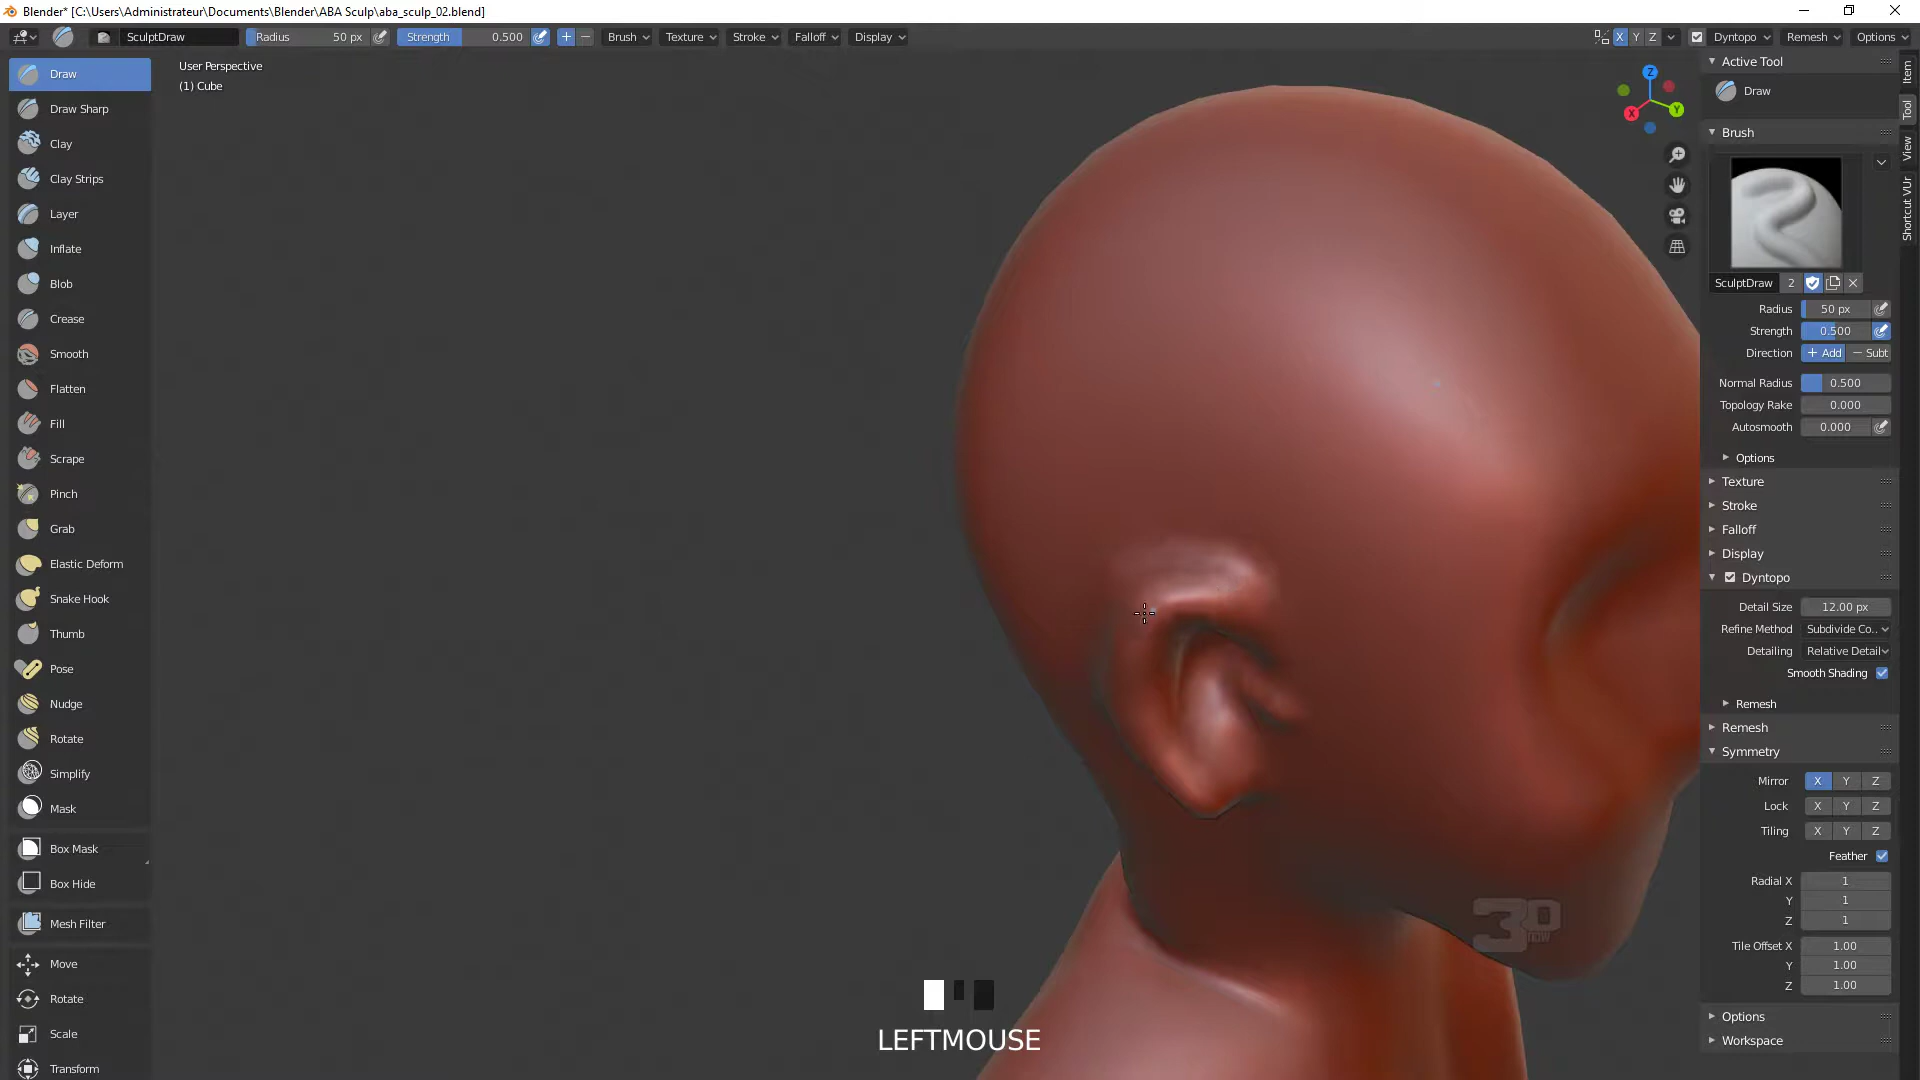 Blender* [C:\Users\Administrateur\Documents\Blender\ABA Sculp\aba_sculp_02.blend]
SculptDraw Radius 50 px Strength 0.500 + − Brush Texture Stroke Falloff Display X Y Z Dyntopo Remesh Options
User Perspective
(1) Cube
Draw
Draw Sharp
Clay
Clay Strips
Layer
Inflate
Blob
Crease
Smooth
Flatten
Fill
Scrape
Pinch
Grab
Elastic Deform
Snake Hook
Thumb
Pose
Nudge
Rotate
Simplify
Mask
Box Mask
Box Hide
Mesh Filter
Move
Rotate
Scale
Transform
Z
X
Y
LEFTMOUSE
3D
NOW
Active Tool
Draw
Brush
SculptDraw 2
Radius 50 px
Strength 0.500
Direction + Add − Subt
Normal Radius 0.500
Topology Rake 0.000
Autosmooth 0.000
Options
Texture
Stroke
Falloff
Display
Dyntopo
Detail Size 12.00 px
Refine Method Subdivide Co..
Detailing Relative Detail
Smooth Shading
Remesh
Remesh
Symmetry
Mirror X Y Z
Lock X Y Z
Tiling X Y Z
Feather
Radial X 1
Y 1
Z 1
Tile Offset X 1.00
Y 1.00
Z 1.00
Options
Workspace
Item
Tool
View
Shortcut VUr